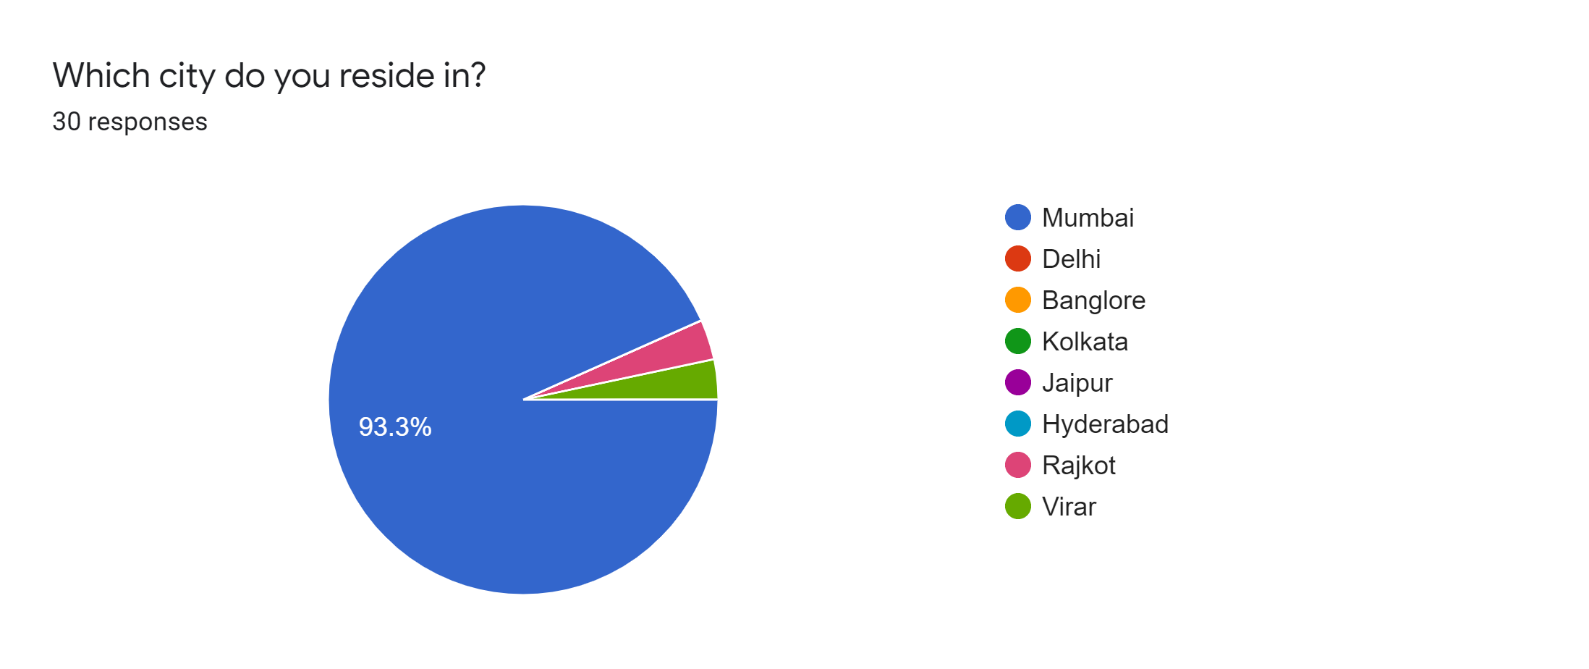 Which city do you reside in?
30 responses
93.3%
Mumbai
Delhi
Banglore
Kolkata
Jaipur
Hyderabad
Rajkot
Virar